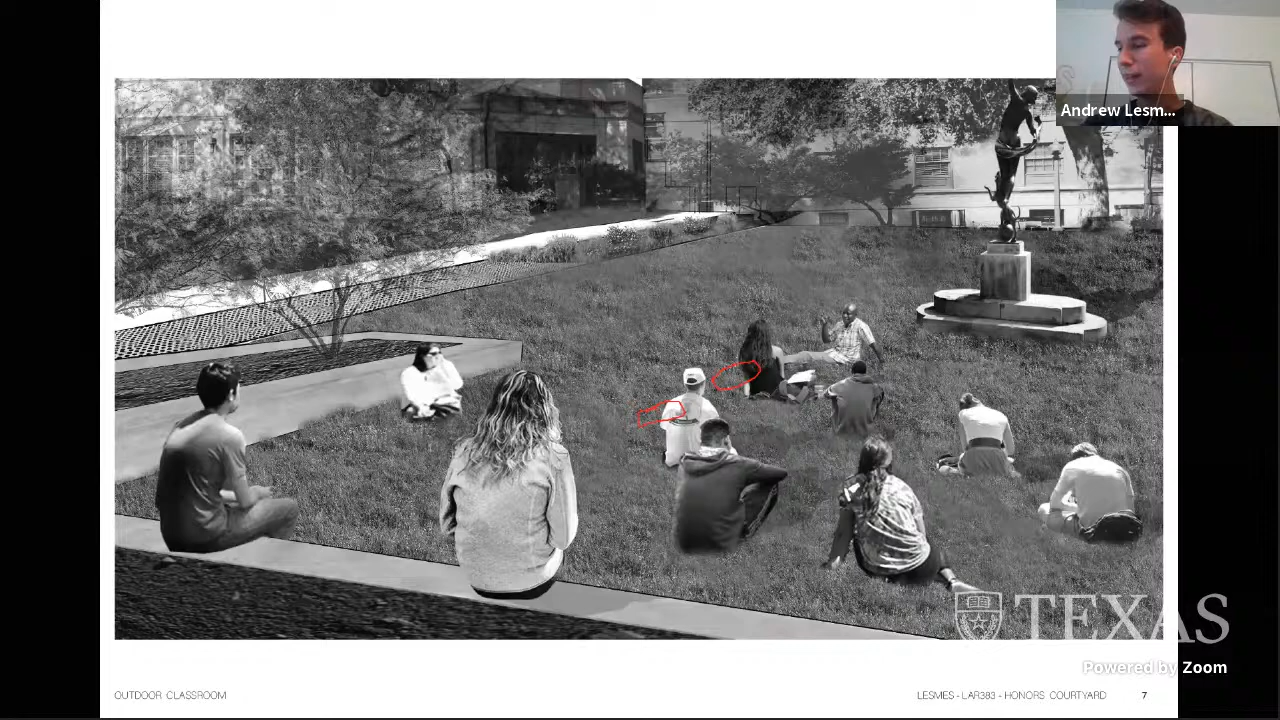 Andrew Lesm...
TEXAS
Powered by Zoom
OUTDOOR CLASSROOM
LESMES - LAR383 - HONORS COURTYARD 7